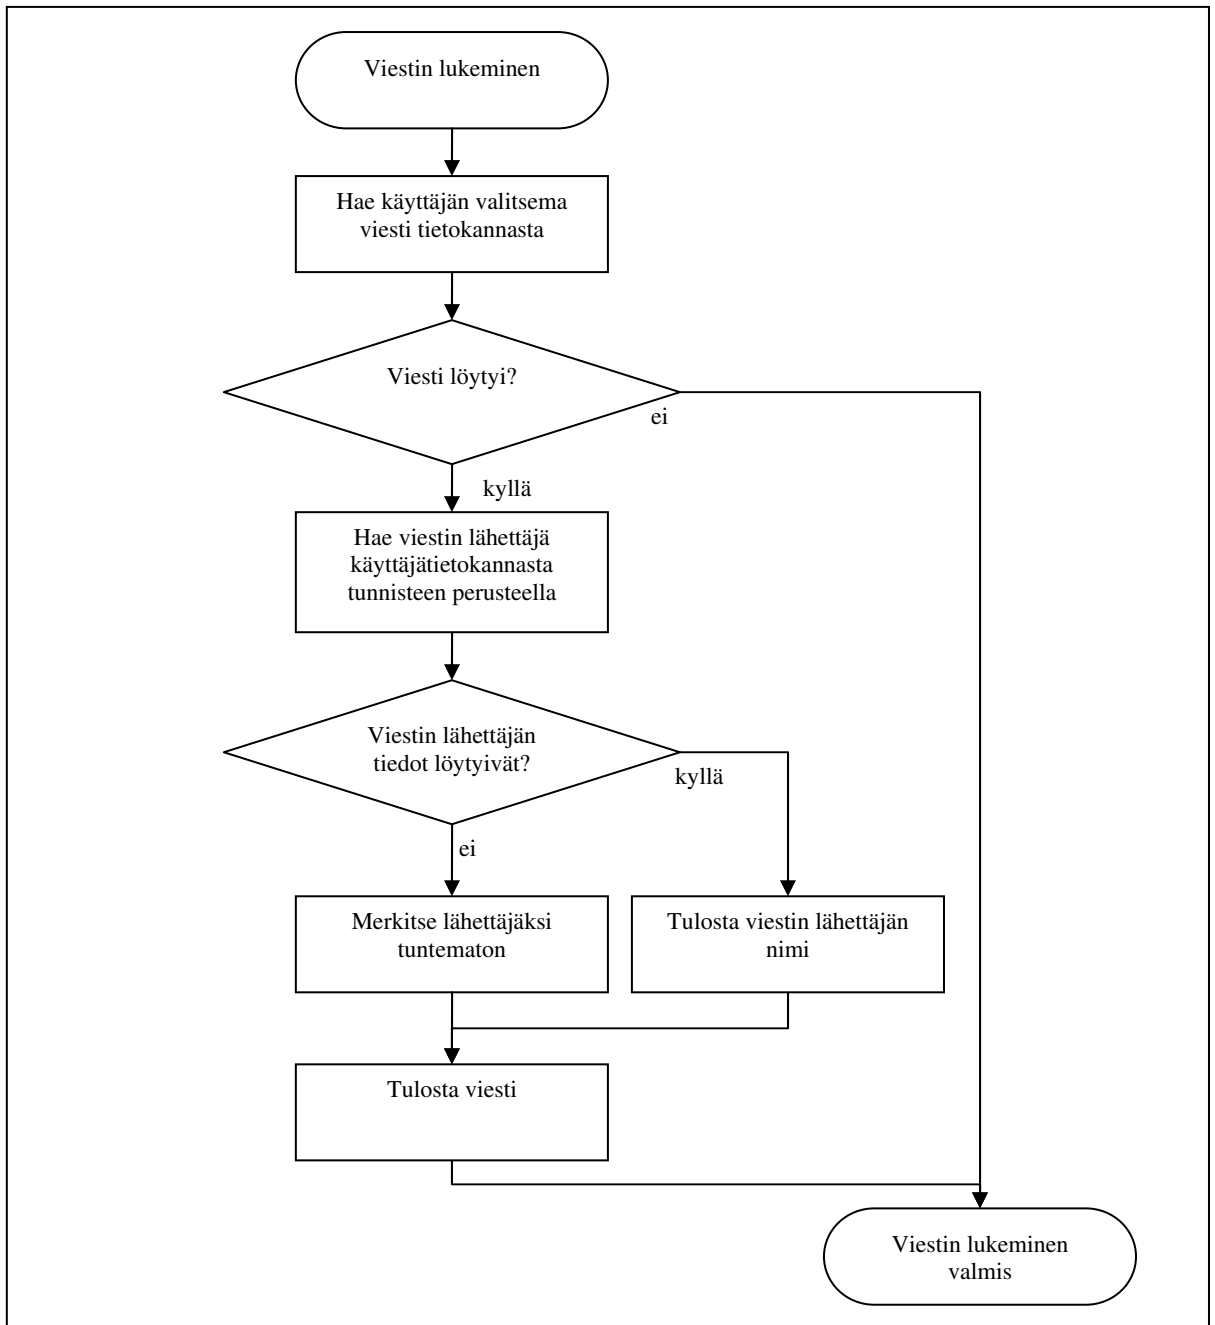 Viestin lukeminen
Hae käyttäjän valitsema
viesti tietokannasta
Viesti löytyi?
ei
kyllä
Hae viestin lähettäjä
käyttäjätietokannasta
tunnisteen perusteella
Viestin lähettäjän
tiedot löytyivät?
kyllä
ei
Merkitse lähettäjäksi
tuntematon
Tulosta viestin lähettäjän
nimi
Tulosta viesti
Viestin lukeminen
valmis